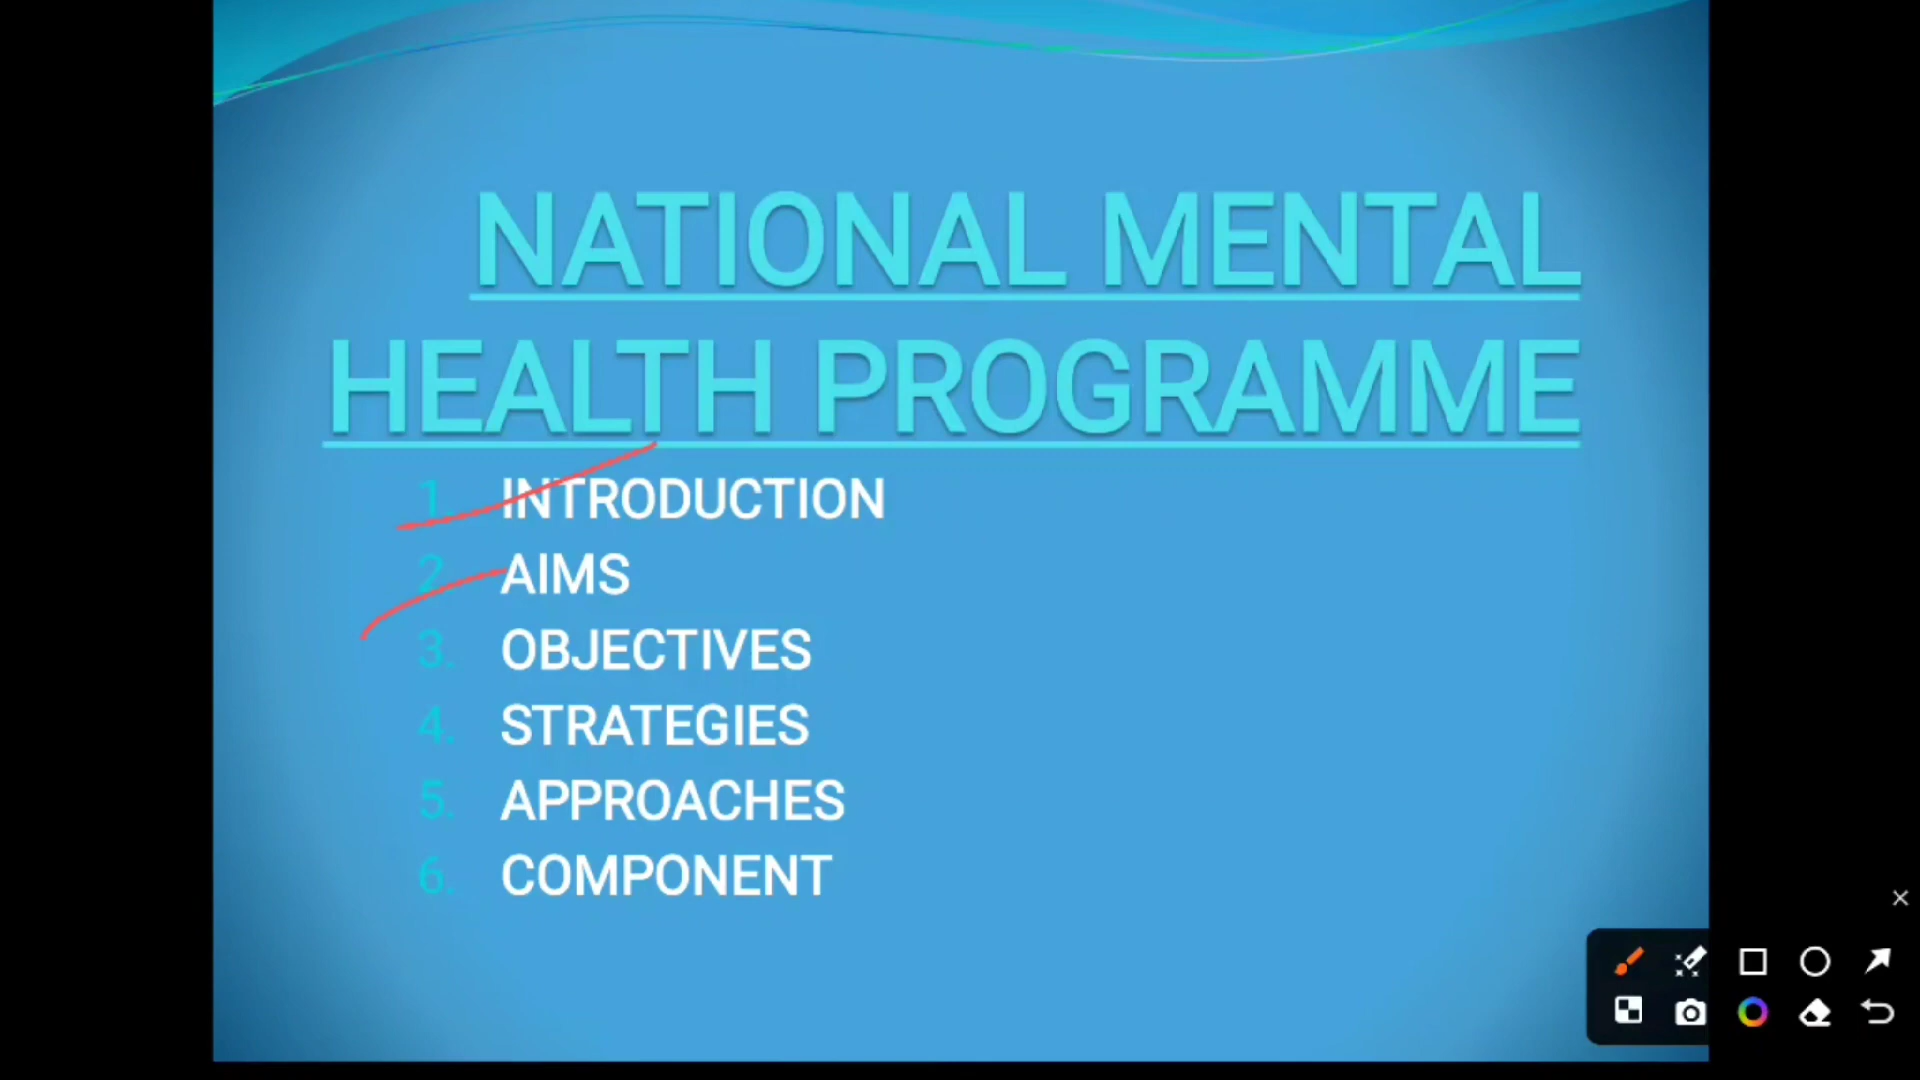 NATIONAL MENTAL
HEALTH PROGRAMME
1. INTRODUCTION
2. AIMS
3. OBJECTIVES
4. STRATEGIES
5. APPROACHES
6. COMPONENT